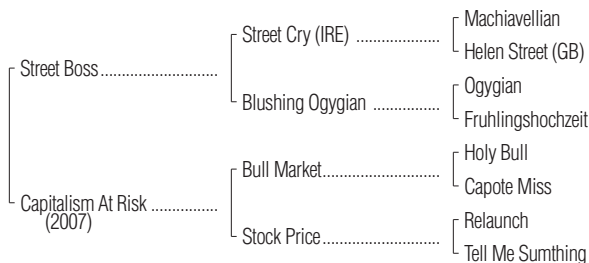 Machiavellian
Street Cry (IRE) ....................
Helen Street (GB)
Street Boss............................
Ogygian
Blushing Ogygian ................
Fruhlingshochzeit
Holy Bull
Bull Market............................
Capote Miss
Capitalism At Risk ................
(2007)
Relaunch
Stock Price............................
Tell Me Sumthing